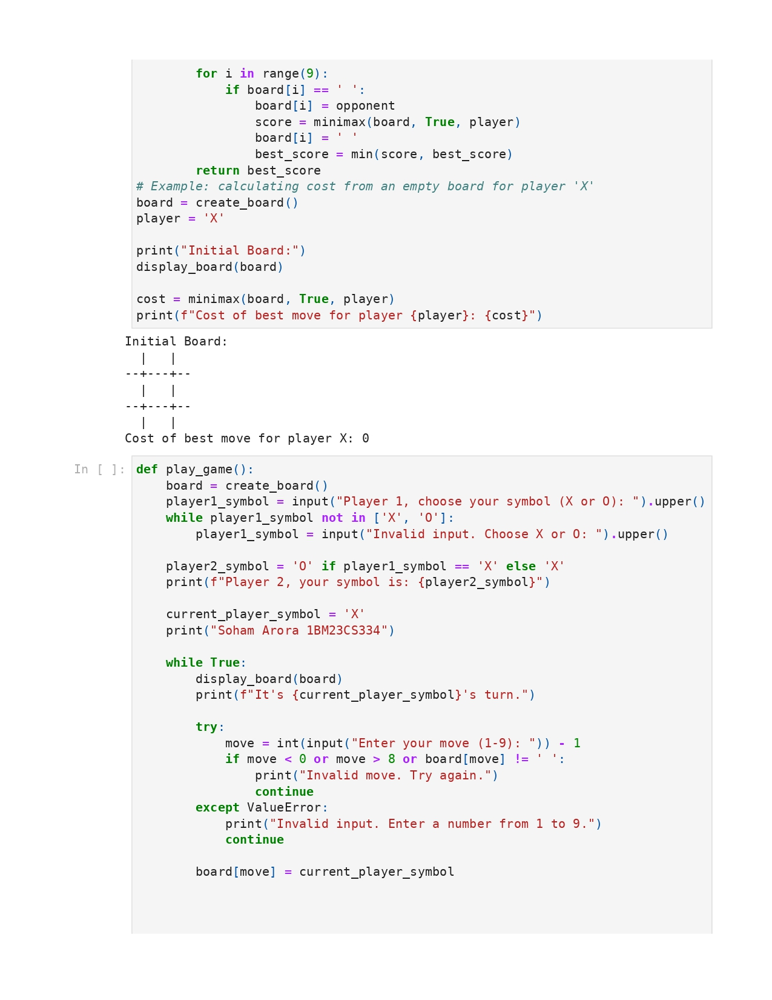 for i in range(9):
            if board[i] == ' ':
                board[i] = opponent
                score = minimax(board, True, player)
                board[i] = ' '
                best_score = min(score, best_score)
        return best_score
# Example: calculating cost from an empty board for player 'X'
board = create_board()
player = 'X'

print("Initial Board:")
display_board(board)

cost = minimax(board, True, player)
print(f"Cost of best move for player {player}: {cost}")
Initial Board:
  |   |
--+---+--
  |   |
--+---+--
  |   |
Cost of best move for player X: 0
In [ ]: def play_game():
    board = create_board()
    player1_symbol = input("Player 1, choose your symbol (X or O): ").upper()
    while player1_symbol not in ['X', 'O']:
        player1_symbol = input("Invalid input. Choose X or O: ").upper()

    player2_symbol = 'O' if player1_symbol == 'X' else 'X'
    print(f"Player 2, your symbol is: {player2_symbol}")

    current_player_symbol = 'X'
    print("Soham Arora 1BM23CS334")

    while True:
        display_board(board)
        print(f"It's {current_player_symbol}'s turn.")

        try:
            move = int(input("Enter your move (1-9): ")) - 1
            if move < 0 or move > 8 or board[move] != ' ':
                print("Invalid move. Try again.")
                continue
        except ValueError:
            print("Invalid input. Enter a number from 1 to 9.")
            continue

        board[move] = current_player_symbol